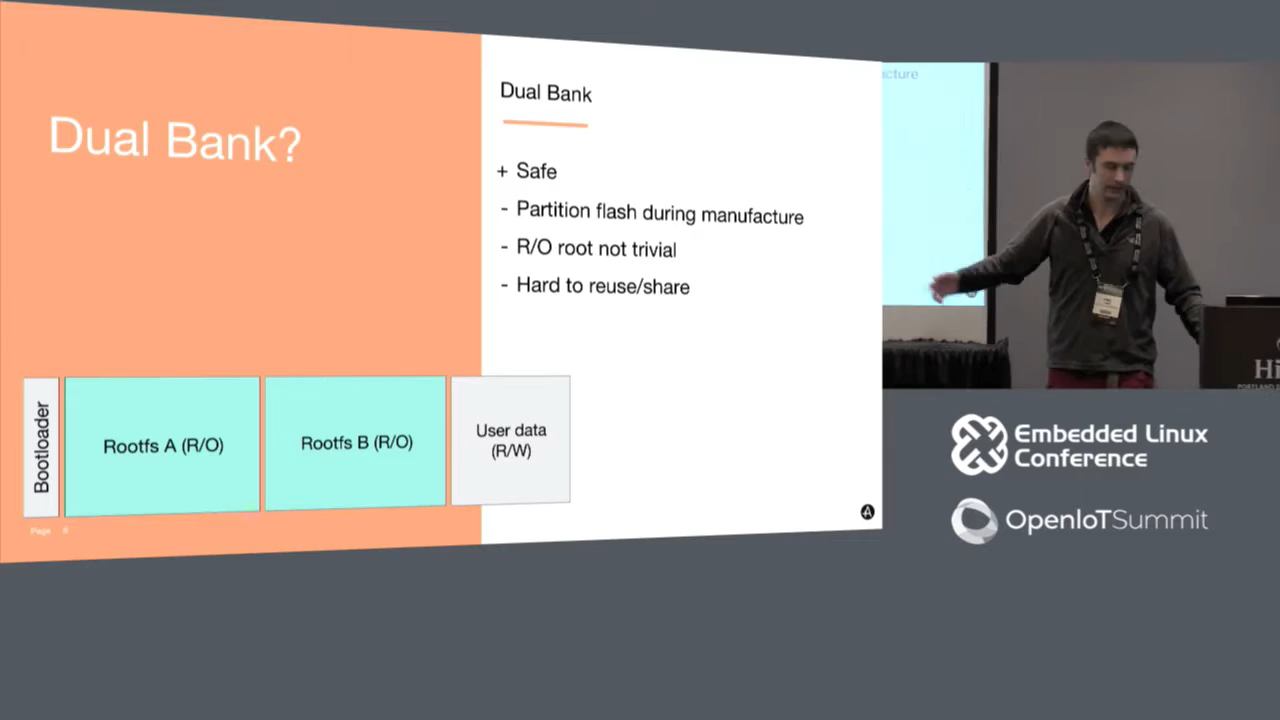 Dual Bank?
Dual Bank
+ Safe
- Partition flash during manufacture
- R/O root not trivial
- Hard to reuse/share
Bootloader
Rootfs A (R/O)
Rootfs B (R/O)
User data
(R/W)
Page
Embedded Linux
Conference
OpenIoTSummit